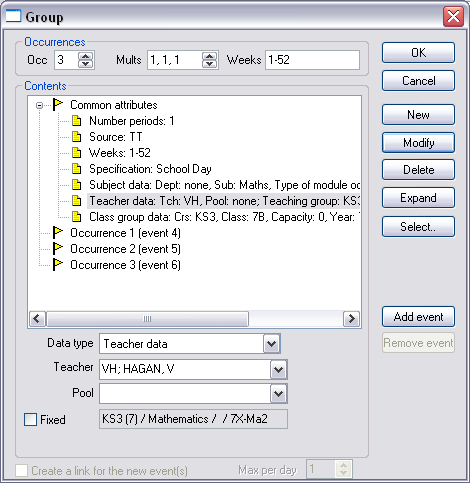 Group
Occurrences
Occ 3 Mults 1, 1, 1 Weeks 1-52
OK
Cancel
Contents
Common attributes
Number periods: 1
Source: TT
Weeks: 1-52
Specification: School Day
Subject data: Dept: none, Sub: Maths, Type of module oc
Teacher data: Tch: VH, Pool: none; Teaching group: KS3
Class group data: Crs: KS3, Class: 7B, Capacity: 0, Year:
Occurrence 1 (event 4)
Occurrence 2 (event 5)
Occurrence 3 (event 6)
New
Modify
Delete
Expand
Select..
Add event
Remove event
Data type Teacher data
Teacher VH; HAGAN, V
Pool
Fixed KS3 (7) / Mathematics / / 7X-Ma2
Create a link for the new event(s) Max per day 1